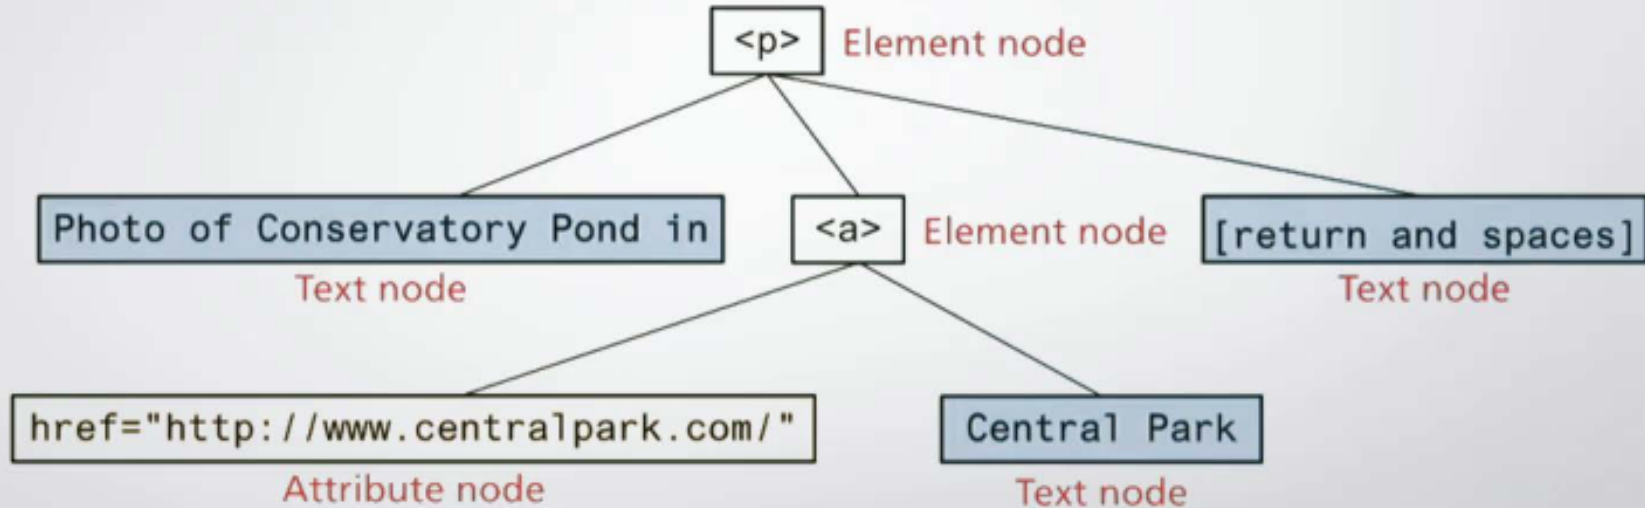 <p> Element node
Photo of Conservatory Pond in <a> Element node [return and spaces]
Text node Text node
href="http://www.centralpark.com/" Central Park
Attribute node Text node